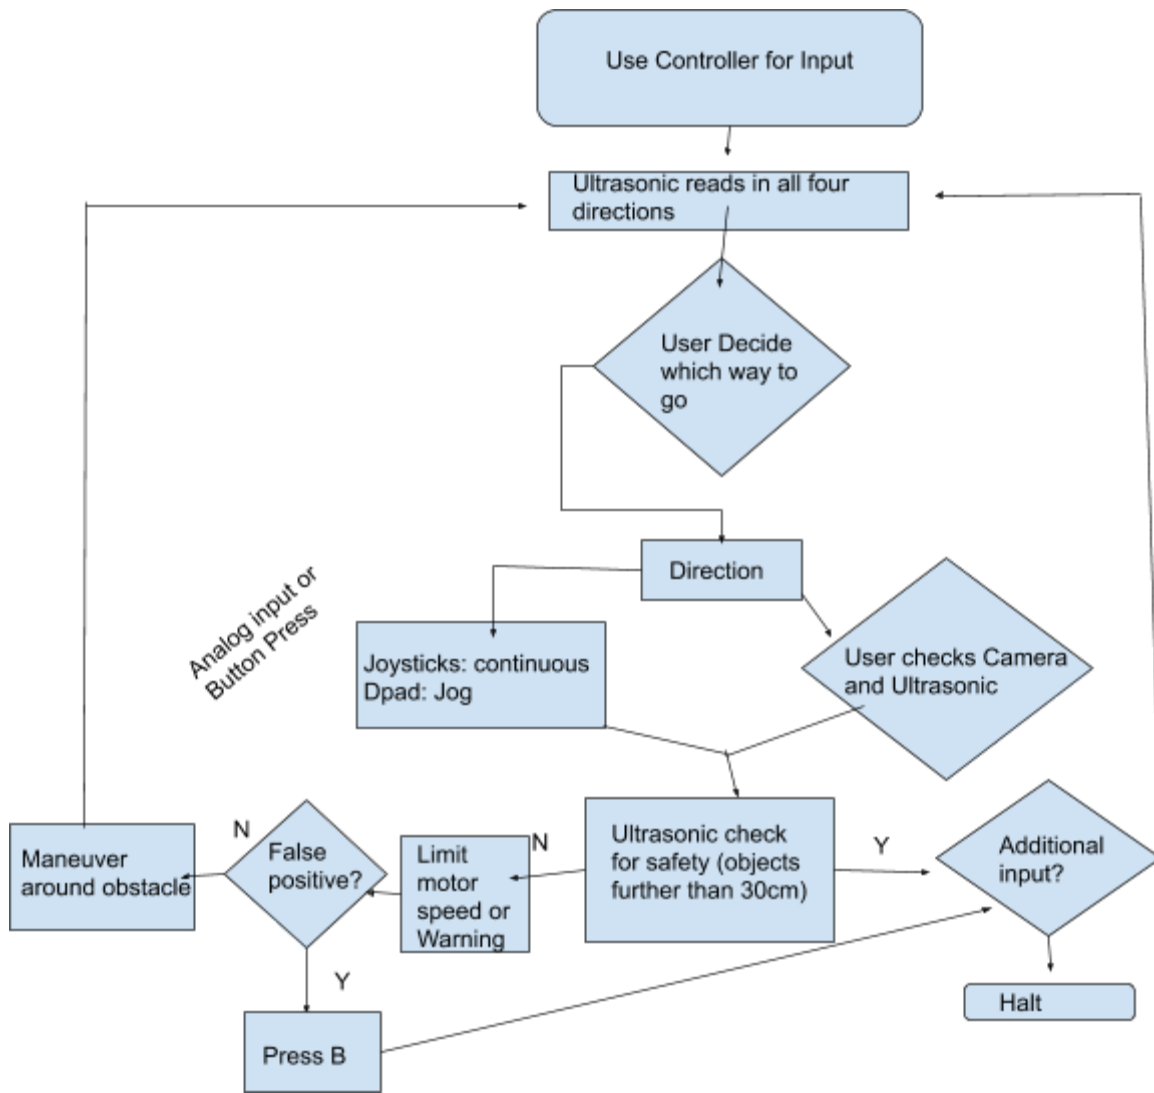 Use Controller for Input
Ultrasonic reads in all four
directions
User Decide
which way to
go
Direction
Analog input or
Button Press
Joysticks: continuous
Dpad: Jog
User checks Camera
and Ultrasonic
Maneuver
around obstacle
N
False
positive?
Limit
motor
speed or
Warning
N
Ultrasonic check
for safety (objects
further than 30cm)
Y
Additional
input?
Y
Press B
Halt